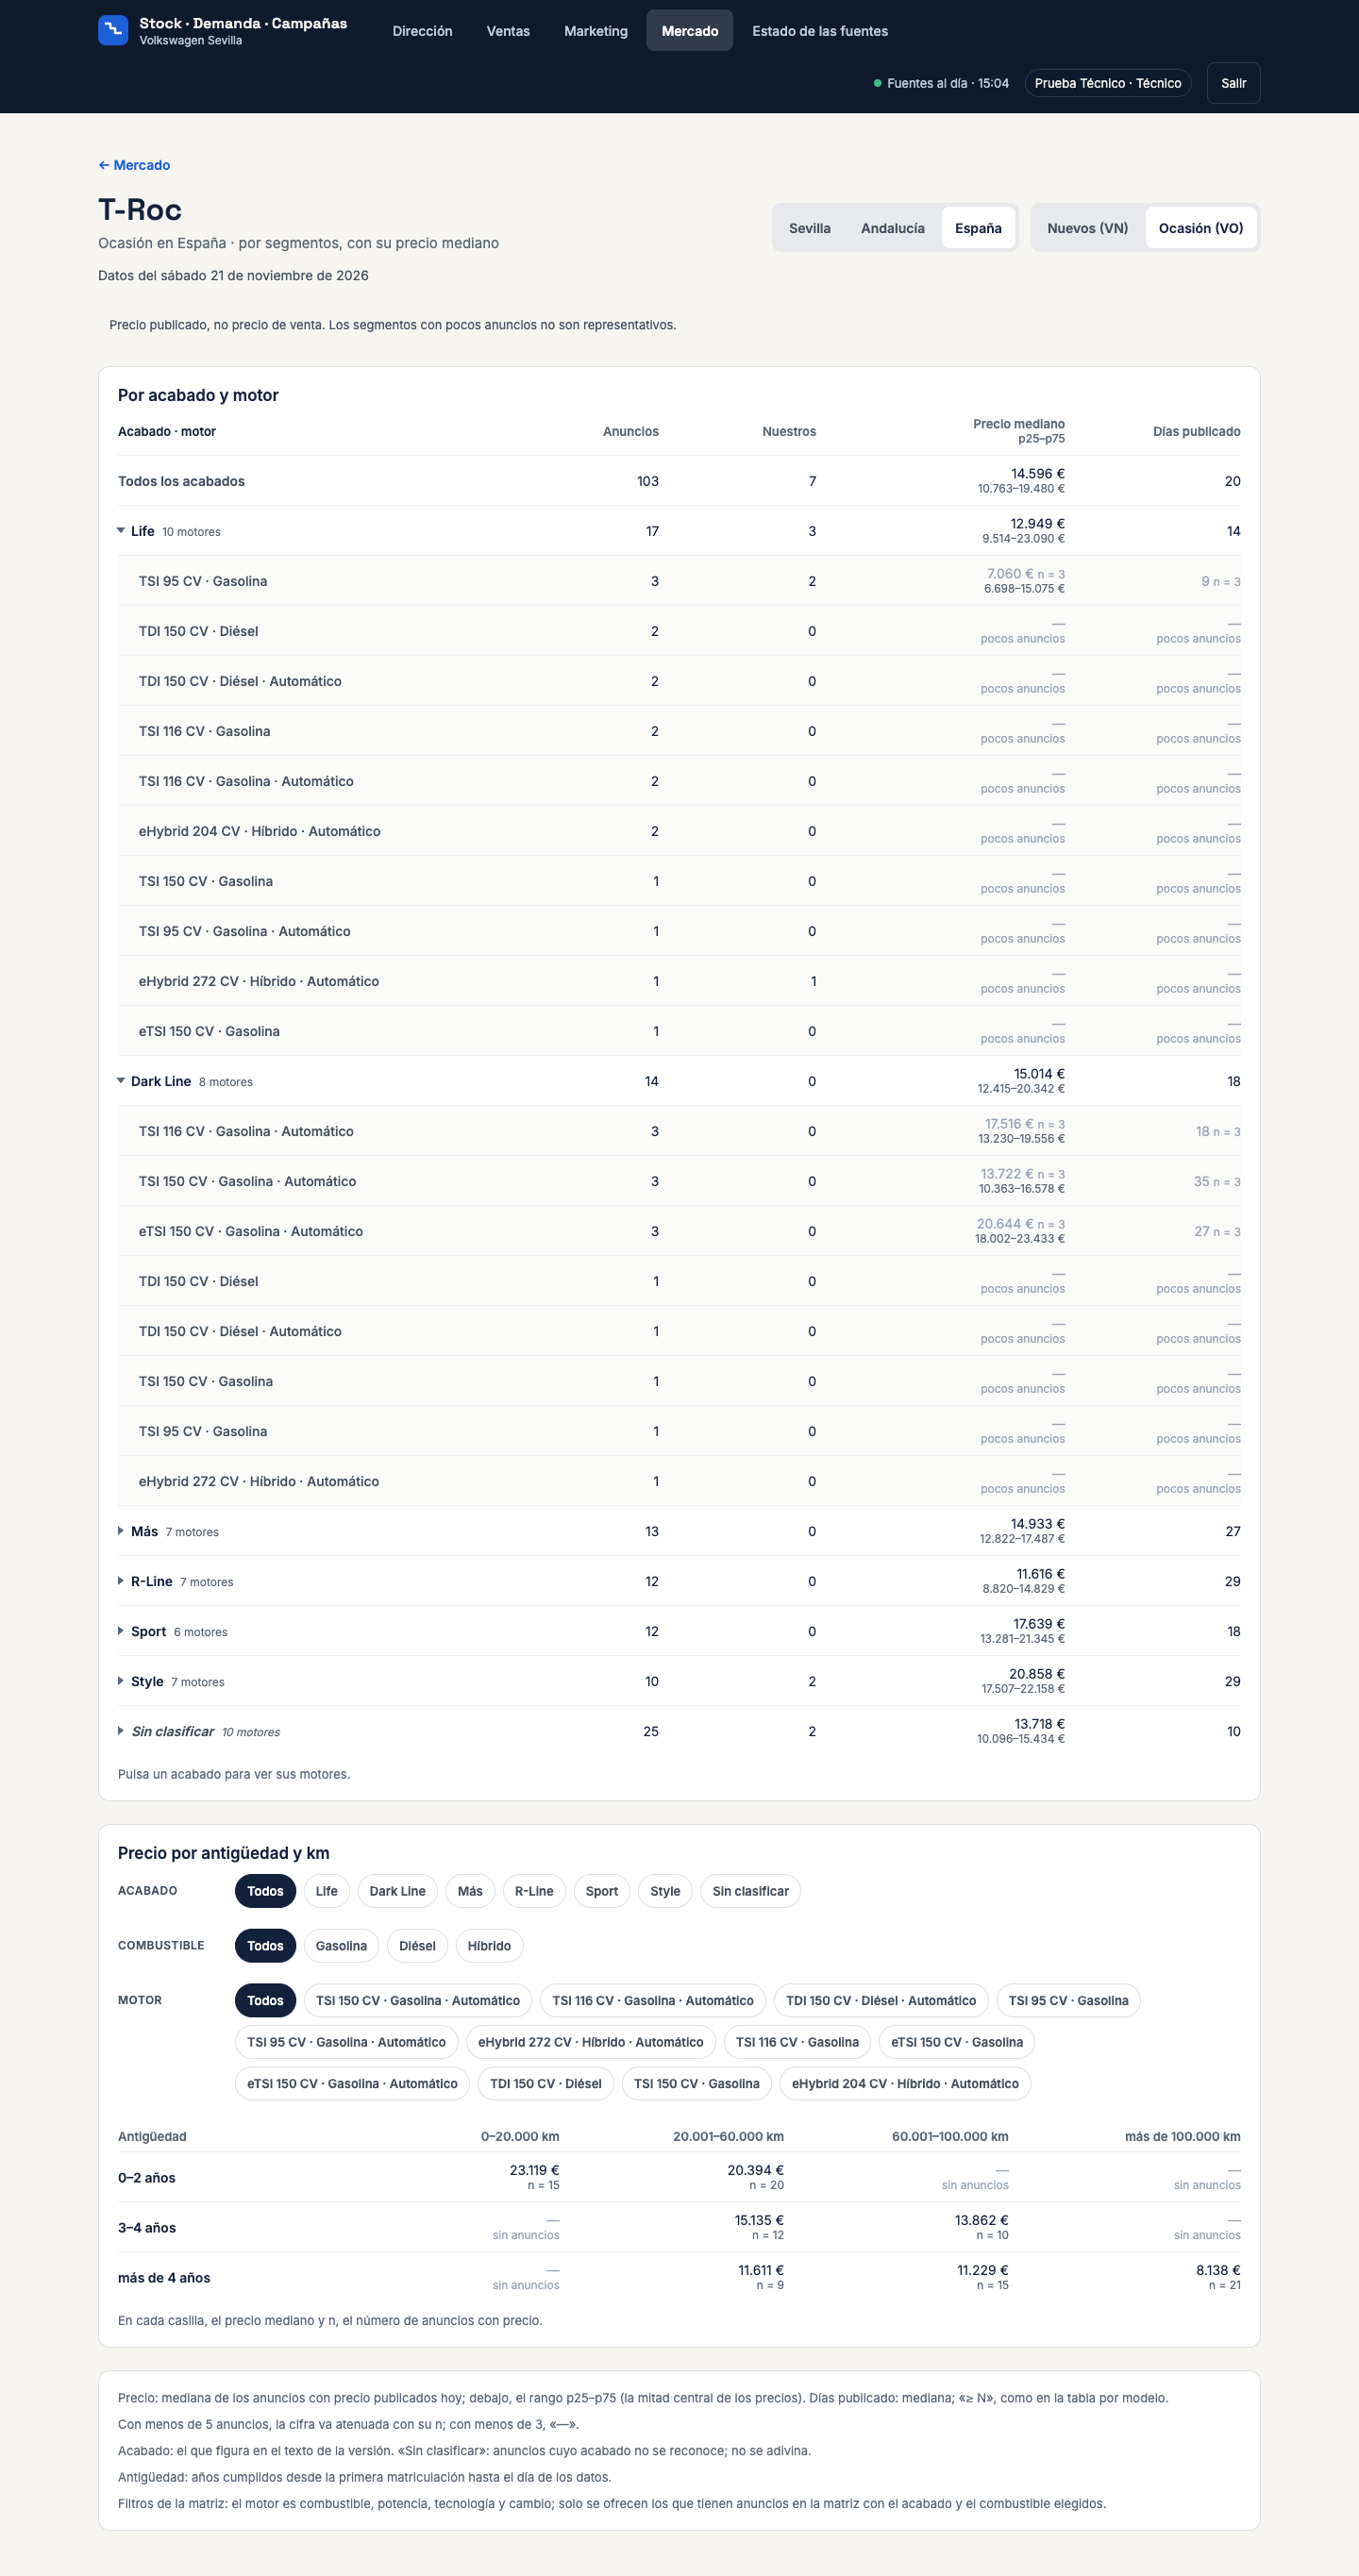 Stock · Demanda · Campañas
Volkswagen Sevilla
Dirección Ventas Marketing Mercado Estado de las fuentes
Fuentes al día · 15:04 Prueba Técnico · Técnico Salir
← Mercado
T-Roc
Sevilla Andalucía España Nuevos (VN) Ocasión (VO)
Ocasión en España · por segmentos, con su precio mediano
Datos del sábado 21 de noviembre de 2026
Precio publicado, no precio de venta. Los segmentos con pocos anuncios no son representativos.
Por acabado y motor
Acabado · motor Anuncios Nuestros Precio mediano p25–p75 Días publicado
Todos los acabados 103 7 14.596 € 20
10.763–19.480 €
Life 10 motores 17 3 12.949 € 14
9.514–23.090 €
TSI 95 CV · Gasolina 3 2 7.060 € n = 3 9 n = 3
6.698–15.075 €
TDI 150 CV · Diésel 2 0 — —
pocos anuncios pocos anuncios
TDI 150 CV · Diésel · Automático 2 0 — —
pocos anuncios pocos anuncios
TSI 116 CV · Gasolina 2 0 — —
pocos anuncios pocos anuncios
TSI 116 CV · Gasolina · Automático 2 0 — —
pocos anuncios pocos anuncios
eHybrid 204 CV · Híbrido · Automático 2 0 — —
pocos anuncios pocos anuncios
TSI 150 CV · Gasolina 1 0 — —
pocos anuncios pocos anuncios
TSI 95 CV · Gasolina · Automático 1 0 — —
pocos anuncios pocos anuncios
eHybrid 272 CV · Híbrido · Automático 1 1 — —
pocos anuncios pocos anuncios
eTSI 150 CV · Gasolina 1 0 — —
pocos anuncios pocos anuncios
Dark Line 8 motores 14 0 15.014 € 18
12.415–20.342 €
TSI 116 CV · Gasolina · Automático 3 0 17.516 € n = 3 18 n = 3
13.230–19.556 €
TSI 150 CV · Gasolina · Automático 3 0 13.722 € n = 3 35 n = 3
10.363–16.578 €
eTSI 150 CV · Gasolina · Automático 3 0 20.644 € n = 3 27 n = 3
18.002–23.433 €
TDI 150 CV · Diésel 1 0 — —
pocos anuncios pocos anuncios
TDI 150 CV · Diésel · Automático 1 0 — —
pocos anuncios pocos anuncios
TSI 150 CV · Gasolina 1 0 — —
pocos anuncios pocos anuncios
TSI 95 CV · Gasolina 1 0 — —
pocos anuncios pocos anuncios
eHybrid 272 CV · Híbrido · Automático 1 0 — —
pocos anuncios pocos anuncios
Más 7 motores 13 0 14.933 € 27
12.822–17.487 €
R-Line 7 motores 12 0 11.616 € 29
8.820–14.829 €
Sport 6 motores 12 0 17.639 € 18
13.281–21.345 €
Style 7 motores 10 2 20.858 € 29
17.507–22.158 €
Sin clasificar 10 motores 25 2 13.718 € 10
10.096–15.434 €
Pulsa un acabado para ver sus motores.
Precio por antigüedad y km
ACABADO Todos Life Dark Line Más R-Line Sport Style Sin clasificar
COMBUSTIBLE Todos Gasolina Diésel Híbrido
MOTOR Todos TSI 150 CV · Gasolina · Automático TSI 116 CV · Gasolina · Automático TDI 150 CV · Diésel · Automático TSI 95 CV · Gasolina
TSI 95 CV · Gasolina · Automático eHybrid 272 CV · Híbrido · Automático TSI 116 CV · Gasolina eTSI 150 CV · Gasolina
eTSI 150 CV · Gasolina · Automático TDI 150 CV · Diésel TSI 150 CV · Gasolina eHybrid 204 CV · Híbrido · Automático
Antigüedad 0–20.000 km 20.001–60.000 km 60.001–100.000 km más de 100.000 km
0–2 años 23.119 € 20.394 € — —
n = 15 n = 20 sin anuncios sin anuncios
3–4 años — 15.135 € 13.862 € —
sin anuncios n = 12 n = 10 sin anuncios
más de 4 años — 11.611 € 11.229 € 8.138 €
sin anuncios n = 9 n = 15 n = 21
En cada casilla, el precio mediano y n, el número de anuncios con precio.
Precio: mediana de los anuncios con precio publicados hoy; debajo, el rango p25–p75 (la mitad central de los precios). Días publicado: mediana; «≥ N», como en la tabla por modelo.
Con menos de 5 anuncios, la cifra va atenuada con su n; con menos de 3, «—».
Acabado: el que figura en el texto de la versión. «Sin clasificar»: anuncios cuyo acabado no se reconoce; no se adivina.
Antigüedad: años cumplidos desde la primera matriculación hasta el día de los datos.
Filtros de la matriz: el motor es combustible, potencia, tecnología y cambio; solo se ofrecen los que tienen anuncios en la matriz con el acabado y el combustible elegidos.